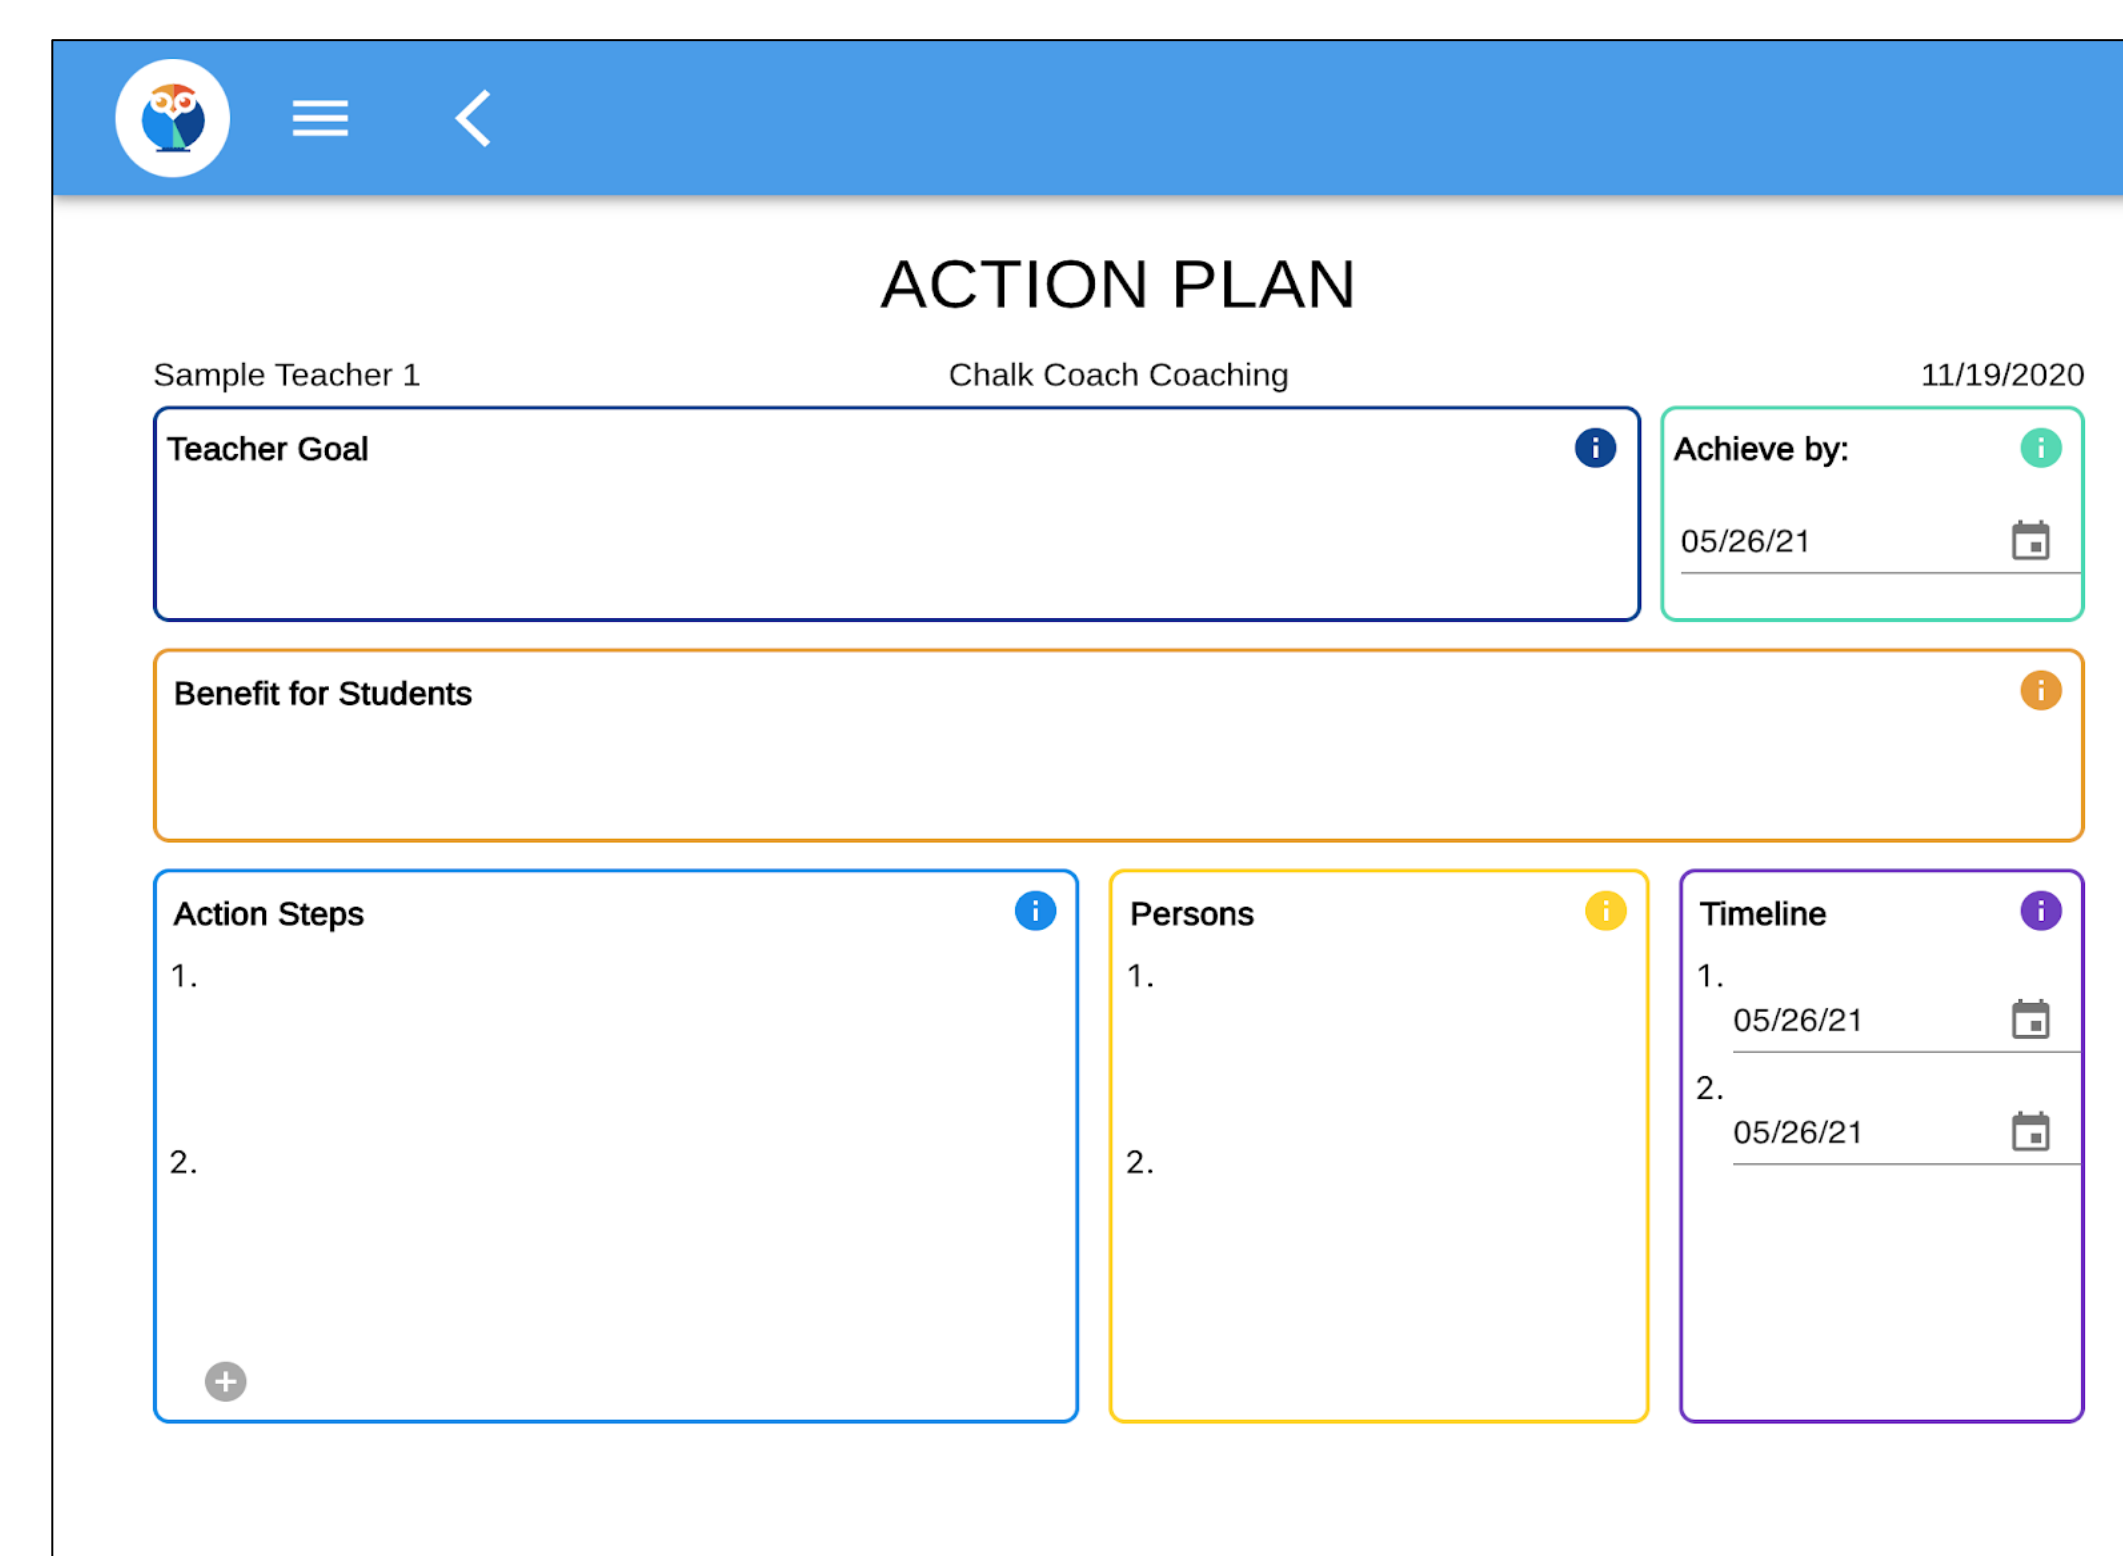 ACTION PLAN
Sample Teacher 1 Chalk Coach Coaching 11/19/2020
Teacher Goal
Achieve by:
05/26/21
Benefit for Students
Action Steps
1.
2.
Persons
1.
2.
Timeline
1.
05/26/21
2.
05/26/21